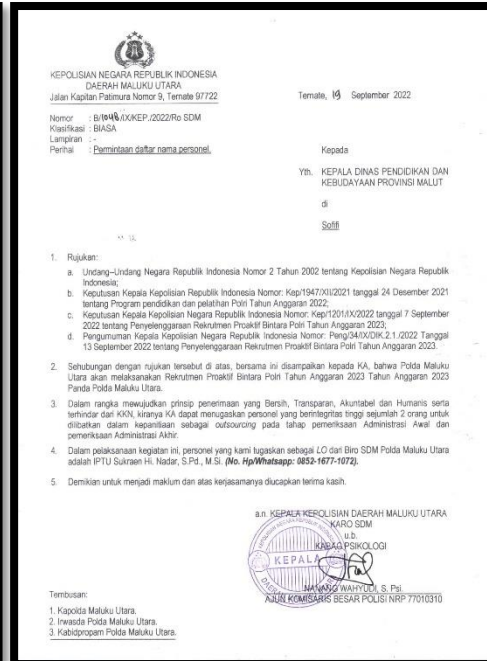 KEPOLISIAN NEGARA REPUBLIK INDONESIA
DAERAH MALUKU UTARA
Jalan Kapitan Patimura Nomor 9, Ternate 97722
Ternate, 19 September 2022
Nomor : B/1048/IX/KEP./2022/Ro SDM
Klasifikasi : BIASA
Lampiran : -
Perihal : Permintaan daftar nama personel.
Kepada
Yth. KEPALA DINAS PENDIDIKAN DAN
KEBUDAYAAN PROVINSI MALUT
di
Sofifi
1. Rujukan:
a. Undang–Undang Negara Republik Indonesia Nomor 2 Tahun 2002 tentang Kepolisian Negara Republik
Indonesia;
b. Keputusan Kepala Kepolisian Republik Indonesia Nomor: Kep/1947/XII/2021 tanggal 24 Desember 2021
tentang Program pendidikan dan pelatihan Polri Tahun Anggaran 2022;
c. Keputusan Kepala Kepolisian Negara Republik Indonesia Nomor: Kep/1201/IX/2022 tanggal 7 September
2022 tentang Penyelenggaraan Rekrutmen Proaktif Bintara Polri Tahun Anggaran 2023;
d. Pengumuman Kepala Kepolisian Negara Republik Indonesia Nomor: Peng/34/IX/DIK.2.1./2022 Tanggal
13 September 2022 tentang Penyelenggaraan Rekrutmen Proaktif Bintara Polri Tahun Anggaran 2023.
2. Sehubungan dengan rujukan tersebut di atas, bersama ini disampaikan kepada KA, bahwa Polda Maluku
Utara akan melaksanakan Rekrutmen Proaktif Bintara Polri Tahun Anggaran 2023 Tahun Anggaran 2023
Panda Polda Maluku Utara.
3. Dalam rangka mewujudkan prinsip penerimaan yang Bersih, Transparan, Akuntabel dan Humanis serta
terhindar dari KKN, kiranya KA dapat menugaskan personel yang berintegritas tinggi sejumlah 2 orang untuk
dilibatkan dalam kepanitiaan sebagai outsourcing pada tahap pemeriksaan Administrasi Awal dan
pemeriksaan Administrasi Akhir.
4. Dalam pelaksanaan kegiatan ini, personel yang kami tugaskan sebagai LO dari Biro SDM Polda Maluku Utara
adalah IPTU Sukraen Hi. Nadar, S.Pd., M.Si. (No. Hp/Whatsapp: 0852-1677-1072).
5. Demikian untuk menjadi maklum dan atas kerjasamanya diucapkan terima kasih.
a.n. KEPALA KEPOLISIAN DAERAH MALUKU UTARA
KARO SDM
u.b.
KABAG PSIKOLOGI
KEPALA
NANANG WAHYUDI, S. Psi.
AJUN KOMISARIS BESAR POLISI NRP 77010310
Tembusan:
1. Kapolda Maluku Utara.
2. Irwasda Polda Maluku Utara.
3. Kabidpropam Polda Maluku Utara.